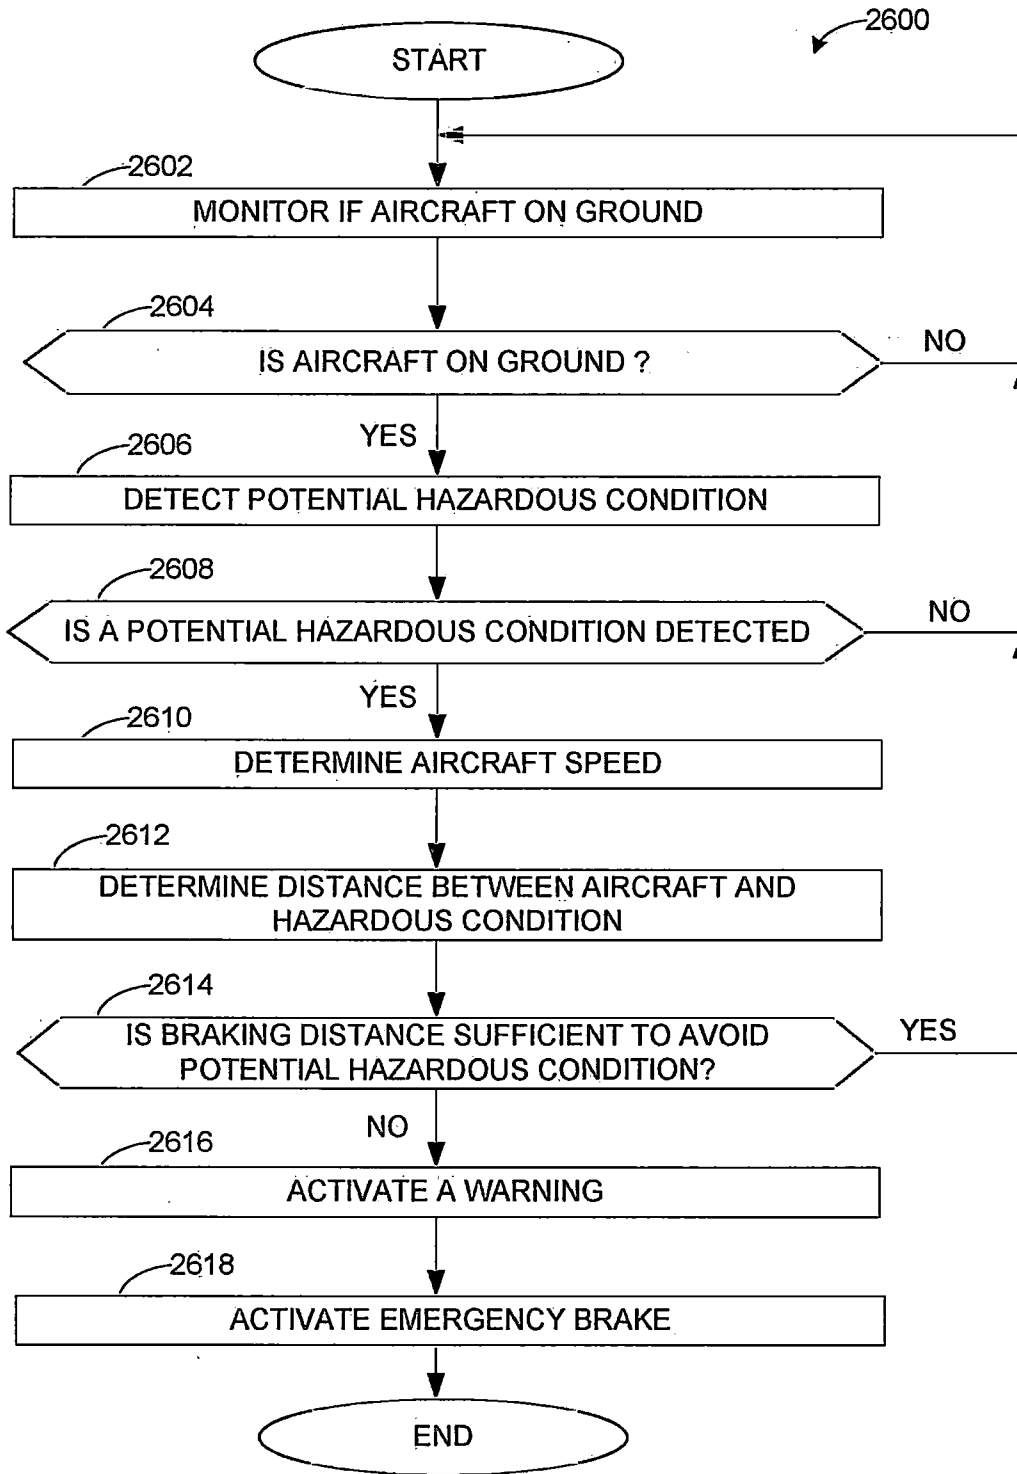 2600
START
2602
MONITOR IF AIRCRAFT ON GROUND
2604
IS AIRCRAFT ON GROUND ?
NO
YES
2606
DETECT POTENTIAL HAZARDOUS CONDITION
2608
IS A POTENTIAL HAZARDOUS CONDITION DETECTED
NO
YES
2610
DETERMINE AIRCRAFT SPEED
2612
DETERMINE DISTANCE BETWEEN AIRCRAFT AND
HAZARDOUS CONDITION
2614
IS BRAKING DISTANCE SUFFICIENT TO AVOID
POTENTIAL HAZARDOUS CONDITION?
YES
NO
2616
ACTIVATE A WARNING
2618
ACTIVATE EMERGENCY BRAKE
END